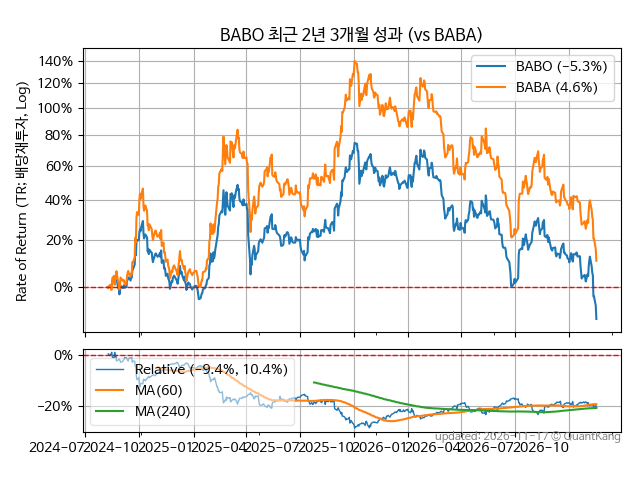 BABO 최근 2년 3개월 성과 (vs BABA)
Rate of Return (TR: 배당재투자, Log)
140%
120%
100%
80%
60%
40%
20%
0%
BABO (−5.3%)
BABA (4.6%)
0%
−20%
Relative (−9.4%, 10.4%)
MA(60)
MA(240)
2024−07 2024−10 2025−01 2025−04 2025−07 2025−10 2026−01 2026−04 2026−07 2026−10
updated: 2026−11−17 © QuantKang